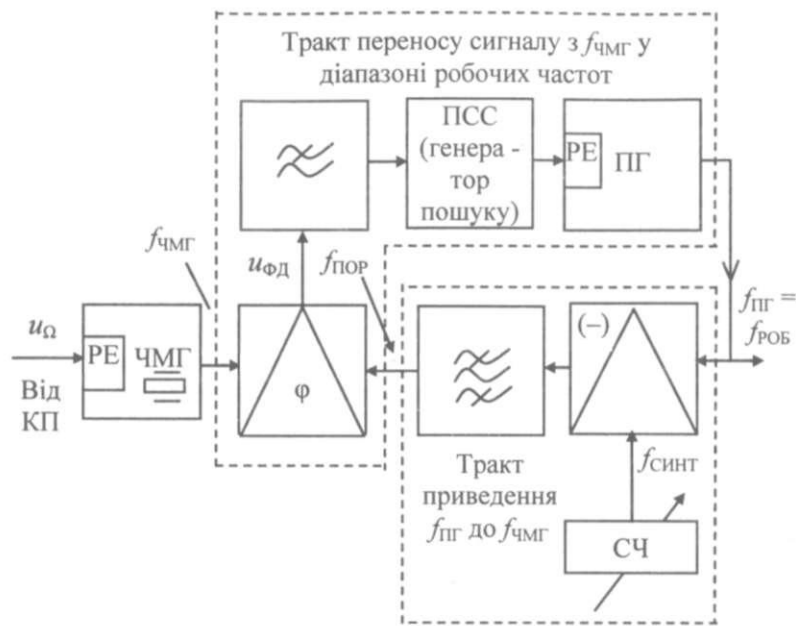 Тракт переносу сигналу з fЧМГ у
діапазоні робочих частот
ПСС
(генера -
тор
пошуку)
РЕ
ПГ
fЧМГ
uФД
fПОР
fПГ =
fРОБ
uΩ
РЕ
ЧМГ
Від
КП
φ
(–)
fСИНТ
Тракт
приведення
fПГ до fЧМГ
СЧ